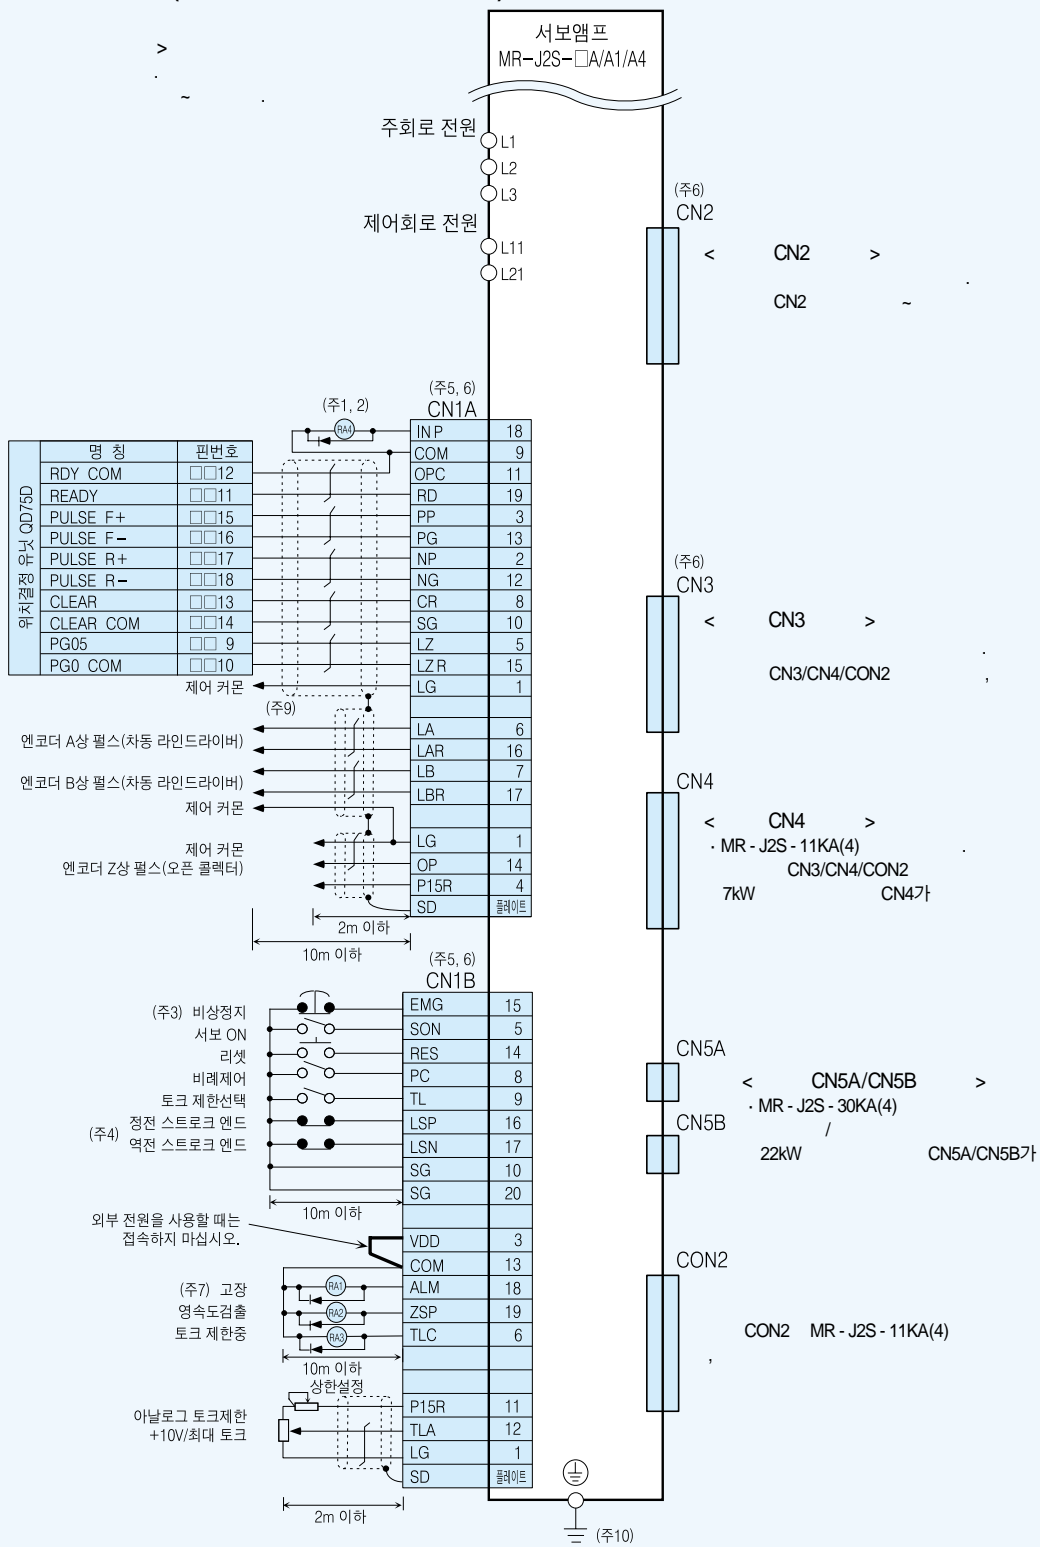 서보앰프
MR-J2S-□A/A1/A4
>
.
~ .
주회로 전원
L1
L2
L3
제어회로 전원
L11
L21
(주6)
CN2
< CN2 >
.
CN2 ~
(주5, 6)
CN1A
(주1, 2)
RA4
INP 18
COM 9
명 칭 핀번호
위치결정 유닛 QD75D
RDY COM □□12 OPC 11
READY □□11 RD 19
PULSE F+ □□15 PP 3
PULSE F- □□16 PG 13
PULSE R+ □□17 NP 2
PULSE R- □□18 NG 12
CLEAR □□13 CR 8
CLEAR COM □□14 SG 10
PG05 □□ 9 LZ 5
PG0 COM □□10 LZR 15
제어 커몬 LG 1
(주9)
엔코더 A상 펄스(차동 라인드라이버)
LA 6
LAR 16
엔코더 B상 펄스(차동 라인드라이버)
LB 7
LBR 17
제어 커몬
제어 커몬 LG 1
엔코더 Z상 펄스(오픈 콜렉터) OP 14
P15R 4
SD 플레이트
2m 이하
10m 이하
(주6)
CN3
< CN3 >
.
CN3/CN4/CON2 ,
CN4
< CN4 >
· MR - J2S - 11KA(4) .
CN3/CN4/CON2
7kW CN4가
(주5, 6)
CN1B
(주3) 비상정지 EMG 15
서보 ON SON 5
리셋 RES 14
비례제어 PC 8
토크 제한선택 TL 9
(주4)
정전 스트로크 엔드 LSP 16
역전 스트로크 엔드 LSN 17
SG 10
SG 20
10m 이하
외부 전원을 사용할 때는
접속하지 마십시오.
VDD 3
COM 13
(주7) 고장 RA1 ALM 18
영속도검출 RA2 ZSP 19
토크 제한중 RA3 TLC 6
10m 이하
상한설정
P15R 11
아날로그 토크제한
+10V/최대 토크
TLA 12
LG 1
SD 플레이트
2m 이하
CN5A
CN5B
< CN5A/CN5B >
· MR - J2S - 30KA(4)
/
22kW CN5A/CN5B가
CON2
CON2 MR - J2S - 11KA(4)
,
(주10)